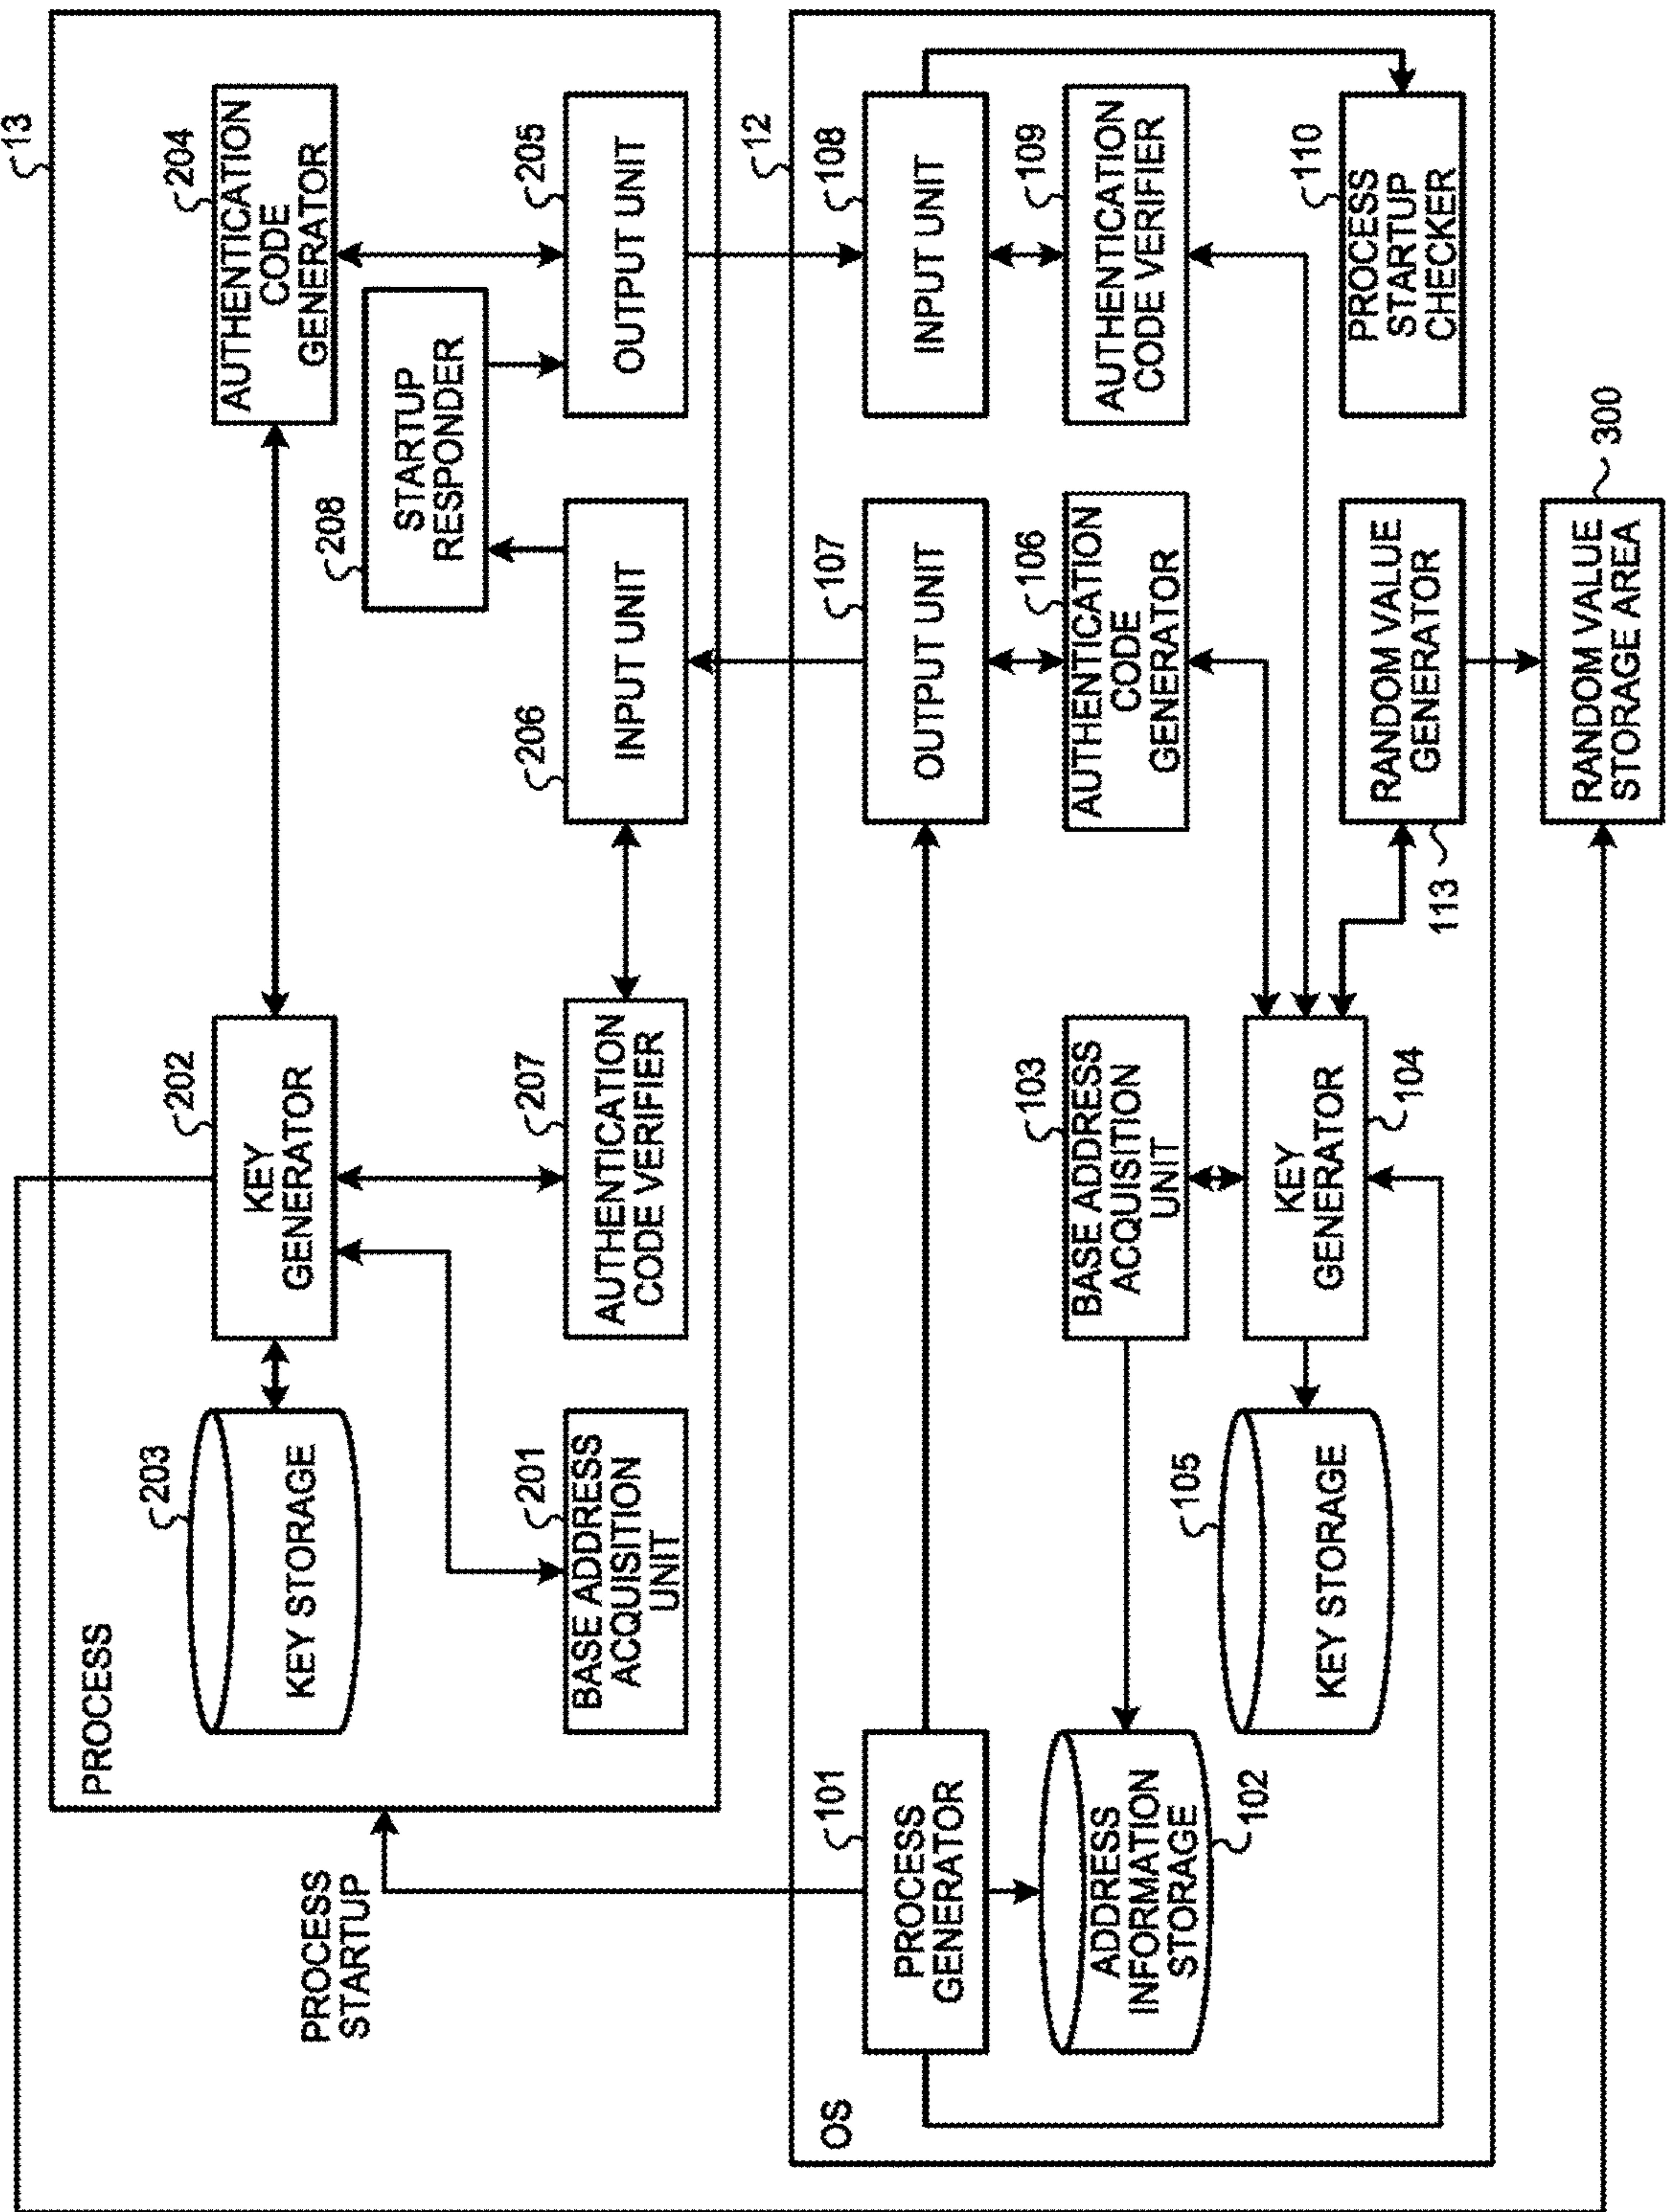 13
PROCESS
PROCESS
STARTUP
203
KEY STORAGE
202
KEY
GENERATOR
204
AUTHENTICATION
CODE
GENERATOR
208
STARTUP
RESPONDER
201
BASE ADDRESS
ACQUISITION
UNIT
207
AUTHENTICATION
CODE VERIFIER
206
INPUT UNIT
205
OUTPUT UNIT
12
OS
101
PROCESS
GENERATOR
107
OUTPUT UNIT
108
INPUT UNIT
ADDRESS
INFORMATION
STORAGE
102
103
BASE ADDRESS
ACQUISITION
UNIT
106
AUTHENTICATION
CODE
GENERATOR
109
AUTHENTICATION
CODE VERIFIER
105
KEY STORAGE
KEY
GENERATOR
104
RANDOM VALUE
GENERATOR
113
110
PROCESS
STARTUP
CHECKER
300
RANDOM VALUE
STORAGE AREA